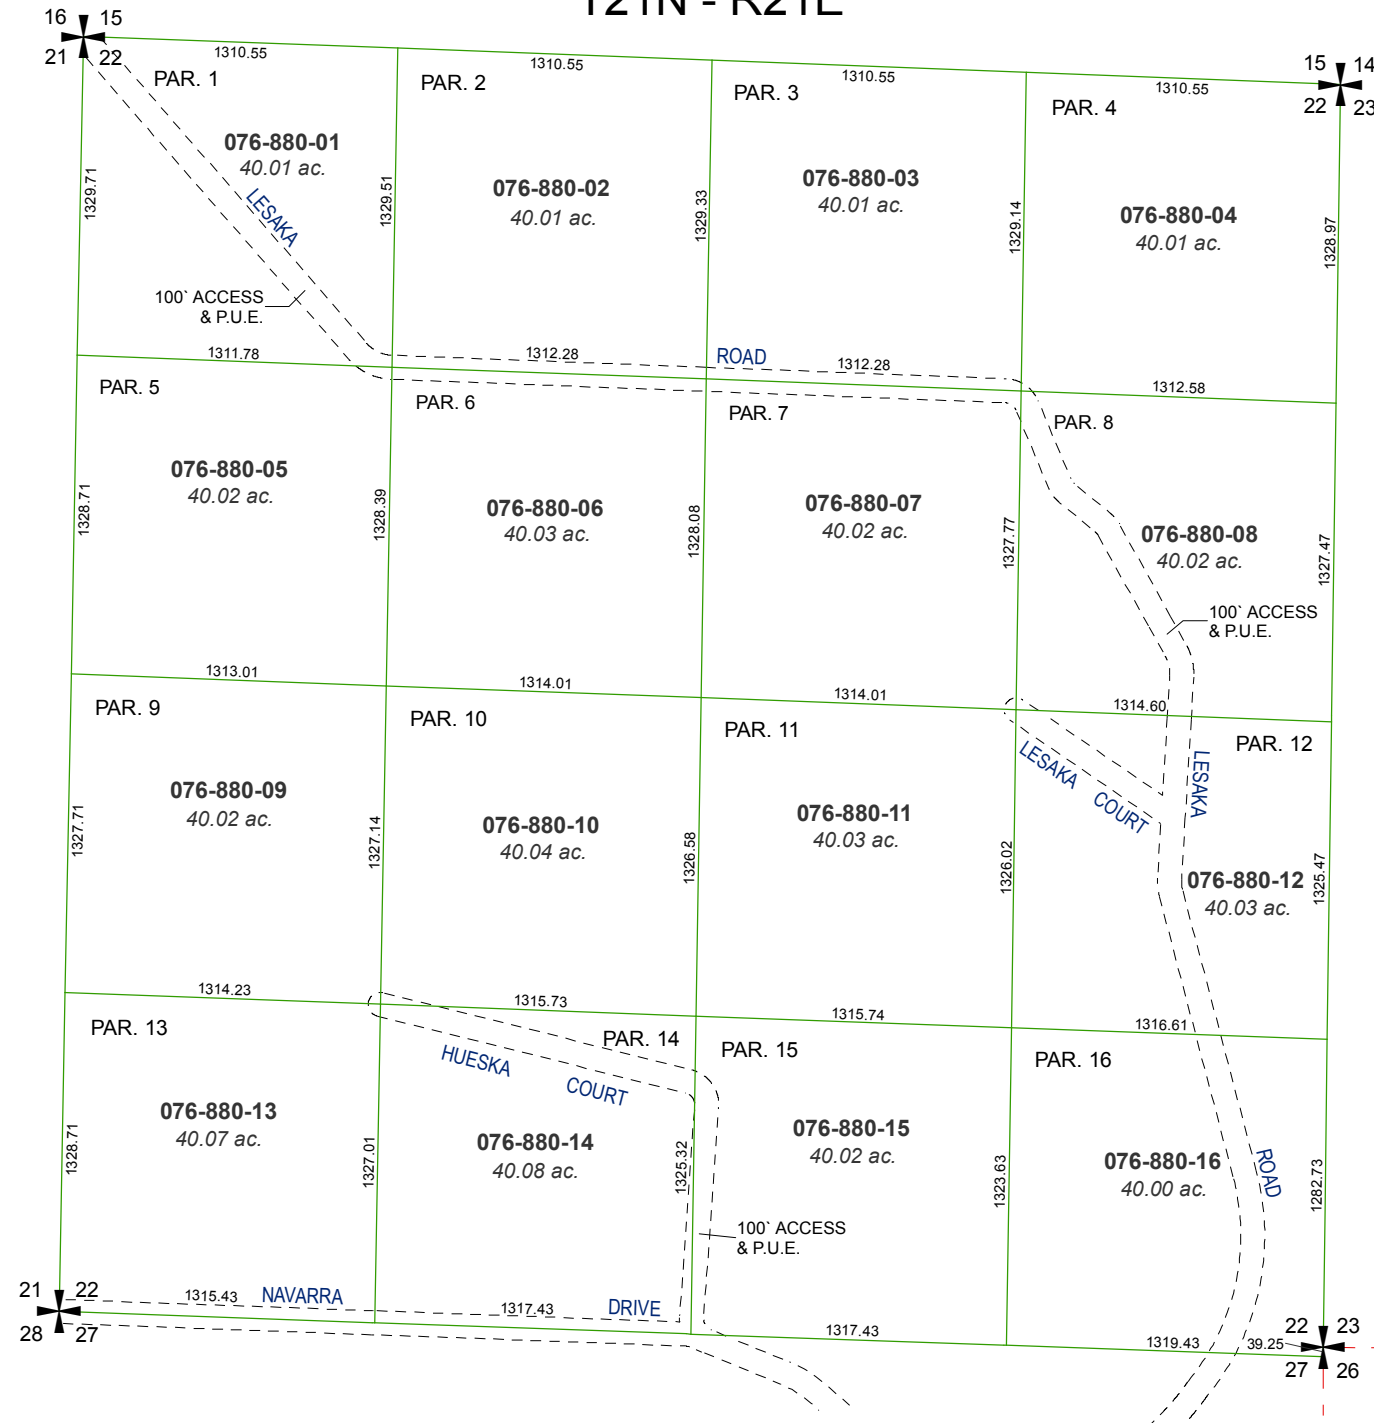 T21N - R21E
16 15
21 22
15 14
22 23
1310.55
1310.55
1310.55
1310.55
PAR. 1
PAR. 2
PAR. 3
PAR. 4
076-880-01
40.01 ac.
076-880-02
40.01 ac.
076-880-03
40.01 ac.
076-880-04
40.01 ac.
1329.71
1329.51
1329.33
1329.14
1328.97
LESAKA
100` ACCESS
& P.U.E.
ROAD
1311.78
1312.28
1312.28
1312.58
PAR. 5
PAR. 6
PAR. 7
PAR. 8
076-880-05
40.02 ac.
076-880-06
40.03 ac.
076-880-07
40.02 ac.
076-880-08
40.02 ac.
1328.71
1328.39
1328.08
1327.77
1327.47
100` ACCESS
& P.U.E.
1313.01
1314.01
1314.01
1314.60
PAR. 9
PAR. 10
PAR. 11
PAR. 12
LESAKA COURT
LESAKA
076-880-09
40.02 ac.
076-880-10
40.04 ac.
076-880-11
40.03 ac.
076-880-12
40.03 ac.
1327.71
1327.14
1326.58
1326.02
1325.47
1314.23
1315.73
1315.74
1316.61
PAR. 13
PAR. 14
PAR. 15
PAR. 16
HUESKA COURT
076-880-13
40.07 ac.
076-880-14
40.08 ac.
076-880-15
40.02 ac.
076-880-16
40.00 ac.
ROAD
1328.71
1327.01
1325.32
1323.63
1282.73
100` ACCESS
& P.U.E.
21 22
28 27
1315.43
NAVARRA DRIVE
1317.43
1317.43
1319.43
39.25
22 23
27 26